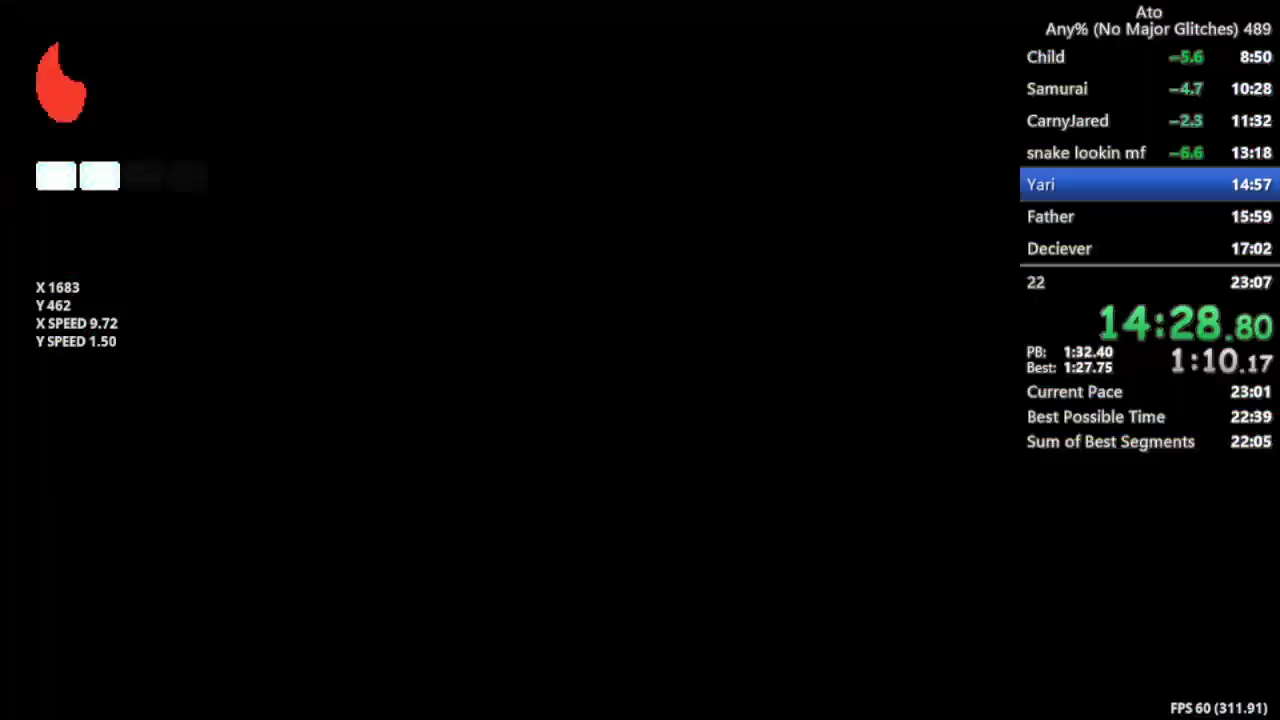 Ato
Any% (No Major Glitches) 489
Child -5.6 8:50
Samurai -4.7 10:28
CarnyJared -2.3 11:32
snake lookin mf -6.6 13:18
Yari 14:57
Father 15:59
Deciever 17:02
22 23:07
14:28.80
PB: 1:32.40
Best: 1:27.75
1:10.17
Current Pace 23:01
Best Possible Time 22:39
Sum of Best Segments 22:05
X 1683
Y 462
X SPEED 9.72
Y SPEED 1.50
FPS 60 (311.91)